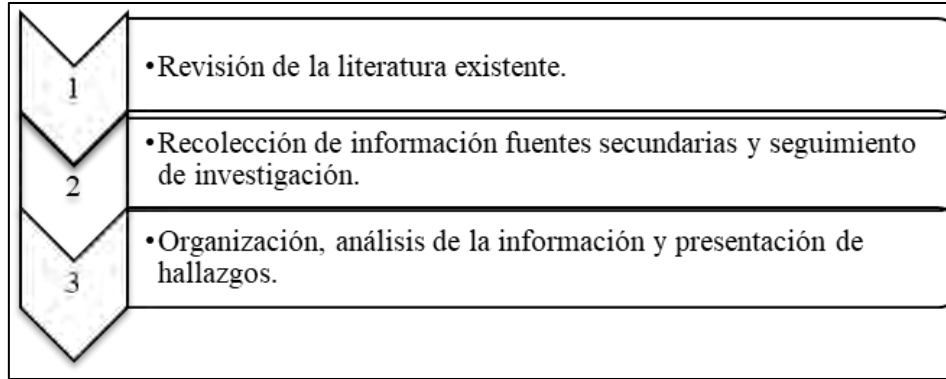 1
•Revisión de la literatura existente.
2
•Recolección de información fuentes secundarias y seguimiento
de investigación.
3
•Organización, análisis de la información y presentación de
hallazgos.